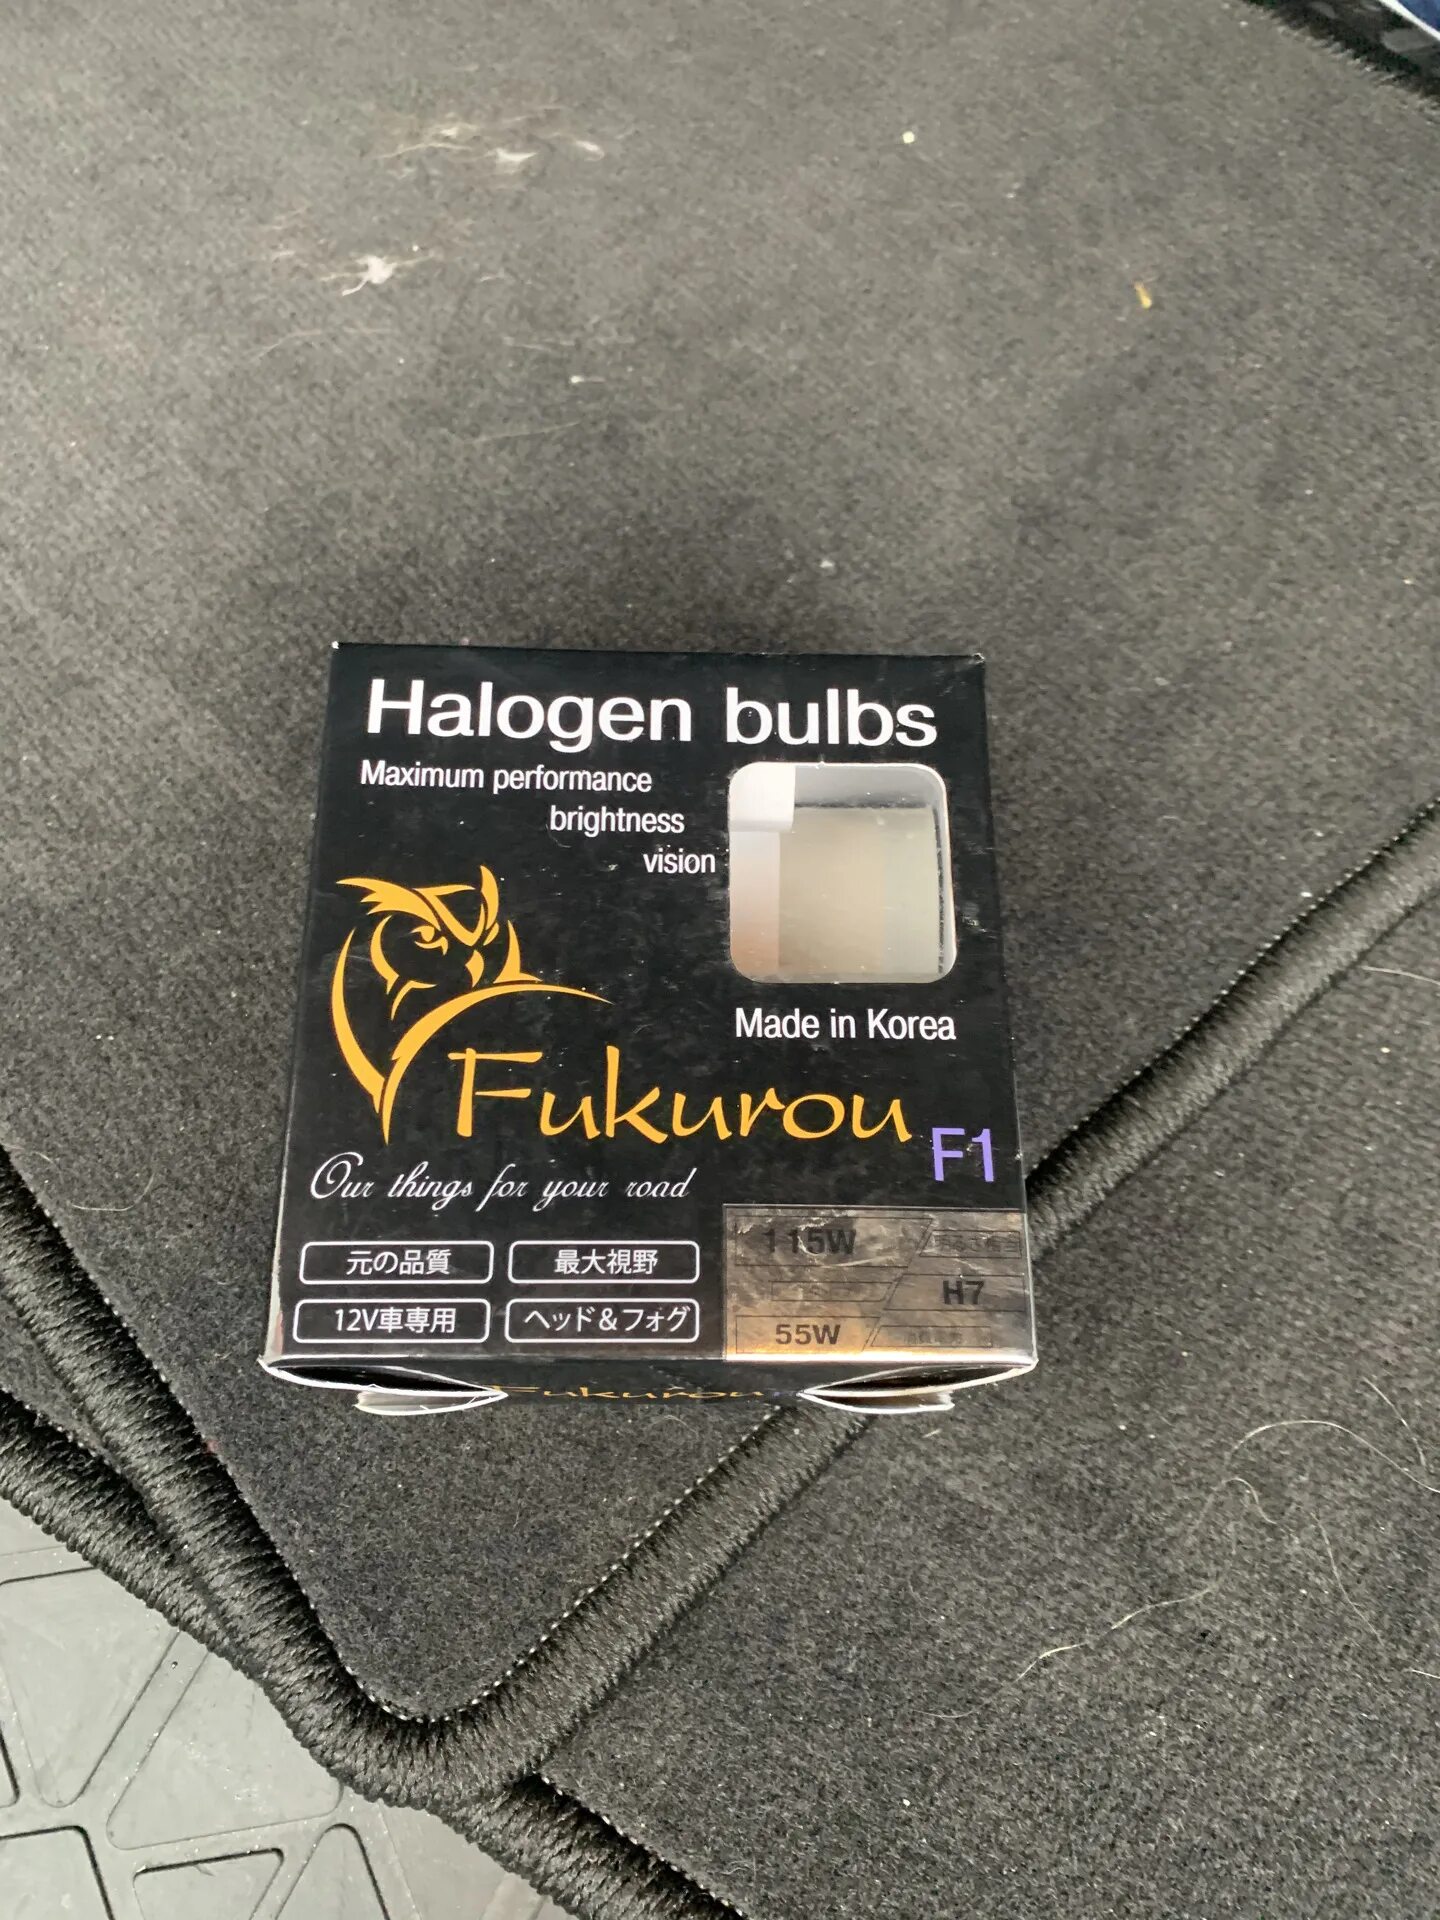 Halogen bulbs
Maximum performance
brightness
vision
Made in Korea
Fukurou F1
Our things for your road
元の品質 最大視野
12V車専用 ヘッド&フォグ
115W
H7
55W
Fukurou